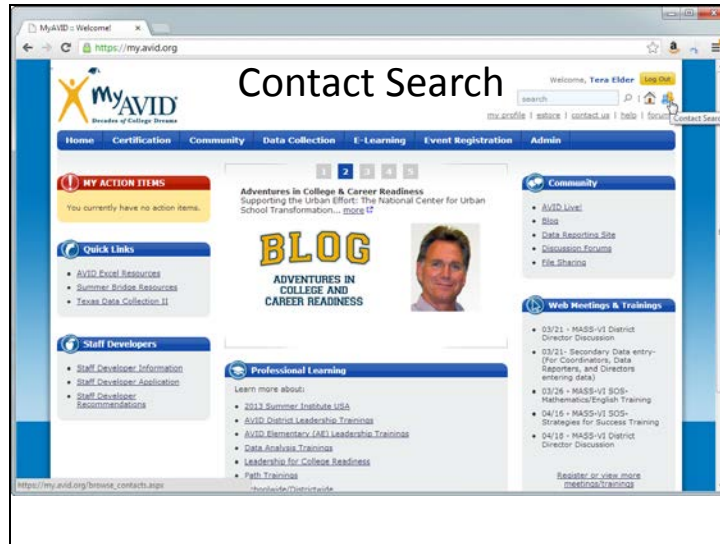 MyAVID :: Welcome!
https://my.avid.org
Contact Search
Welcome, Tera Elder Log Out
MyAVID
Decades of College Dreams
search
my profile | estore | contact us | help | forum
Contact Searc
Home Certification Community Data Collection E-Learning Event Registration Admin
MY ACTION ITEMS
You currently have no action items.
Quick Links
AVID Excel Resources
Summer Bridge Resources
Texas Data Collection II
Staff Developers
Staff Developer Information
Staff Developer Application
Staff Developer
Recommendations
1 2 3 4 5
Adventures in College & Career Readiness
Supporting the Urban Effort: The National Center for Urban
School Transformation... more
BLOG
ADVENTURES IN
COLLEGE AND
CAREER READINESS
Professional Learning
Learn more about:
2013 Summer Institute USA
AVID District Leadership Trainings
AVID Elementary (AE) Leadership Trainings
Data Analysis Trainings
Leadership for College Readiness
Path Trainings
choolwide/Districtwide
Community
AVID Live!
Blog
Data Reporting Site
Discussion Forums
File Sharing
Web Meetings & Trainings
03/21 - MASS-VI District
Director Discussion
03/21- Secondary Data entry-
(For Coordinators, Data
Reporters, and Directors
entering data)
03/26 - MASS-VI SOS-
Mathematics/English Training
04/16 - MASS-VI SOS-
Strategies for Success Training
04/18 - MASS-VI District
Director Discussion
Register or view more
meetings/trainings
https://my.avid.org/browse_contacts.aspx